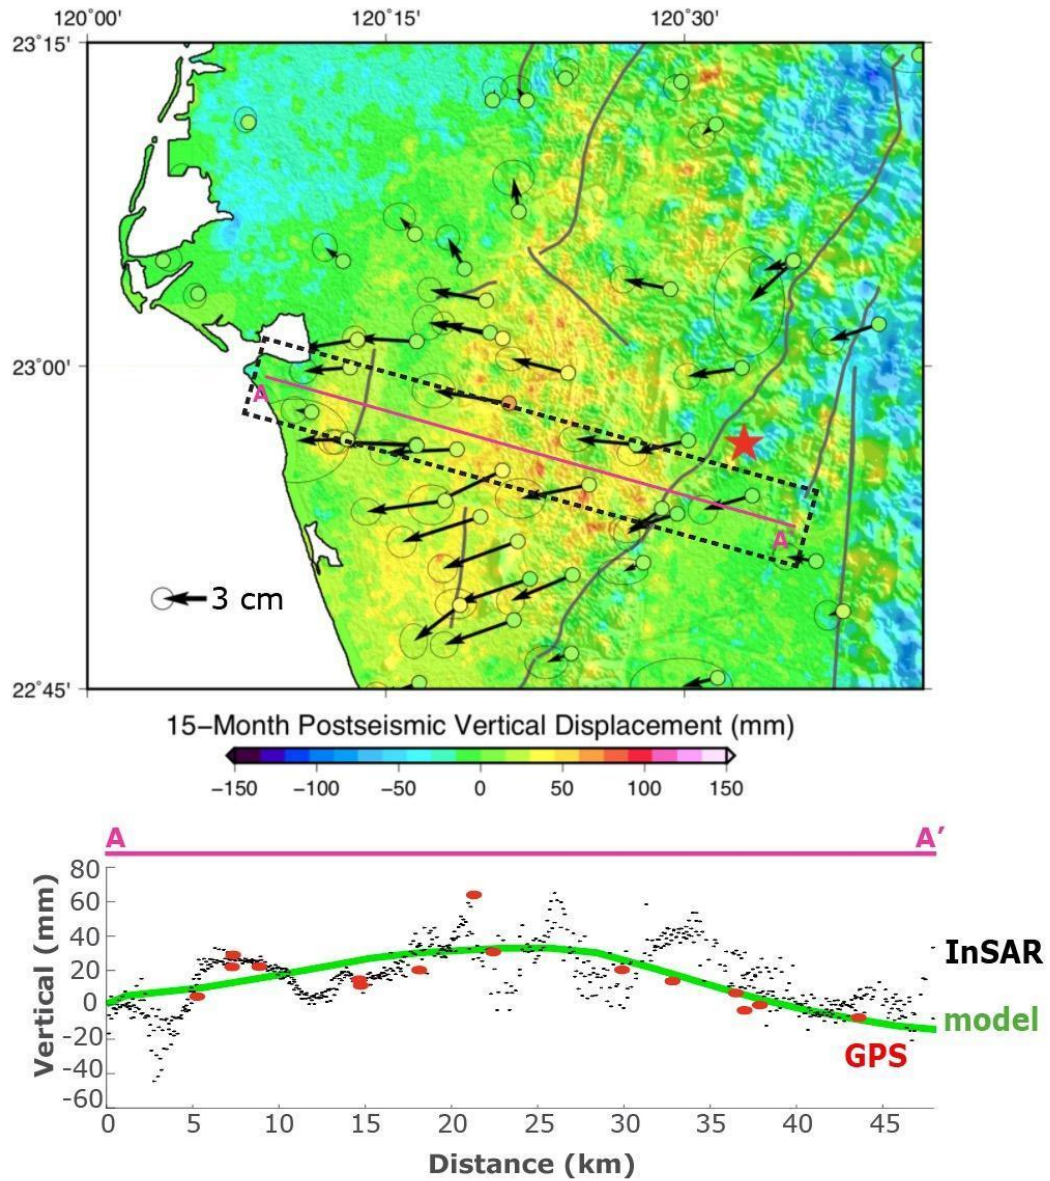 120°00' 120°15' 120°30'
23°15'
23°00'
22°45'
A
A'
3 cm
15−Month Postseismic Vertical Displacement (mm)
−150 −100 −50 0 50 100 150
A A′
Vertical (mm)
80
60
40
20
0
-20
-40
-60
InSAR
model
GPS
0 5 10 15 20 25 30 35 40 45
Distance (km)